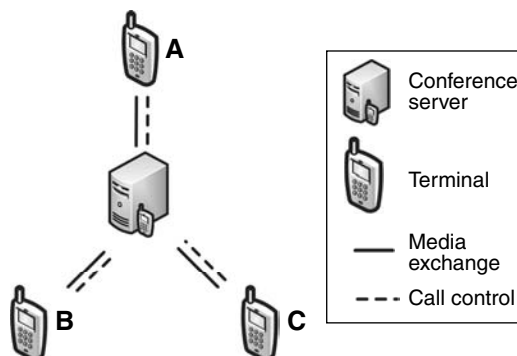 A
B
C
Conference
server
Terminal
Media
exchange
Call control